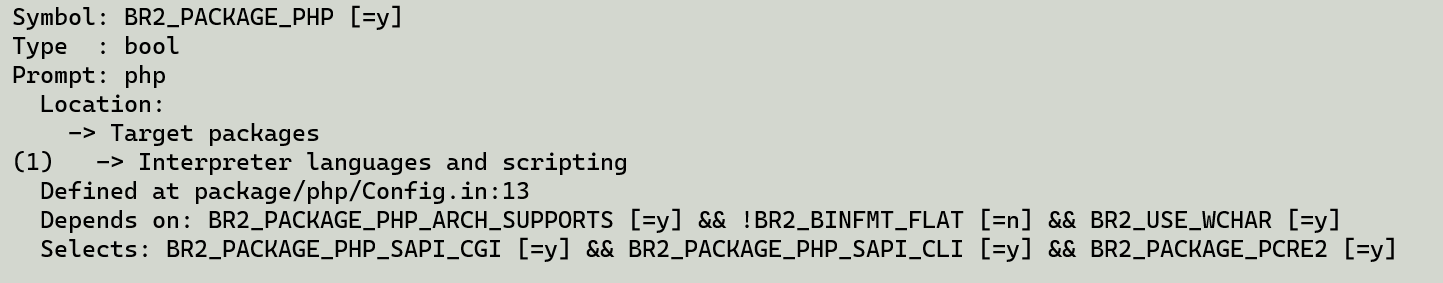 Symbol: BR2_PACKAGE_PHP [=y]
Type  : bool
Prompt: php
  Location:
    -> Target packages
(1)   -> Interpreter languages and scripting
  Defined at package/php/Config.in:13
  Depends on: BR2_PACKAGE_PHP_ARCH_SUPPORTS [=y] && !BR2_BINFMT_FLAT [=n] && BR2_USE_WCHAR [=y]
  Selects: BR2_PACKAGE_PHP_SAPI_CGI [=y] && BR2_PACKAGE_PHP_SAPI_CLI [=y] && BR2_PACKAGE_PCRE2 [=y]